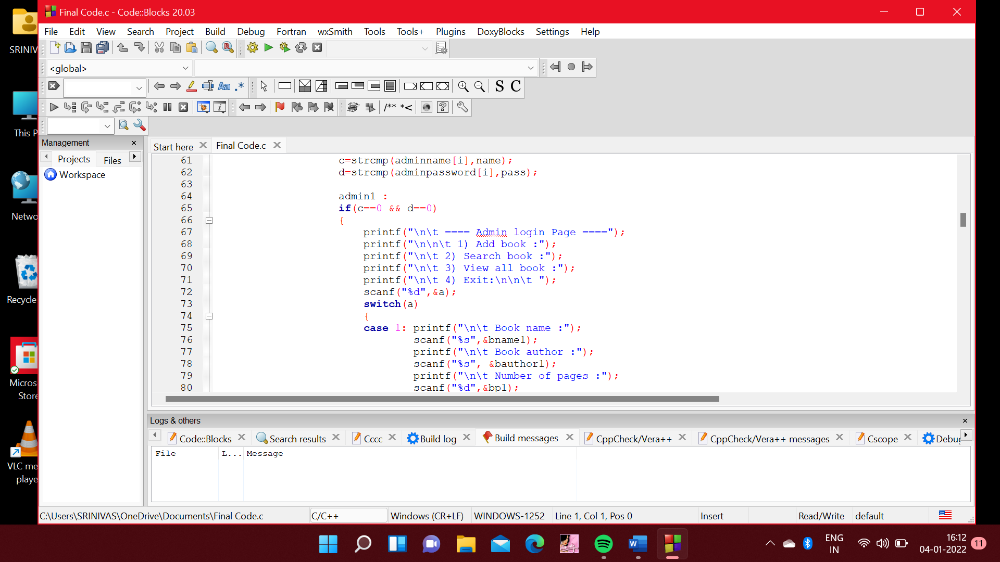 Final Code.c - Code::Blocks 20.03
File Edit View Search Project Build Debug Fortran wxSmith Tools Tools+ Plugins DoxyBlocks Settings Help
<global>
Aa .* S C
/** *<
Management
Projects Files
Workspace
Start here Final Code.c
61 c=strcmp(adminname[i],name);
62 d=strcmp(adminpassword[i],pass);
63
64 admin1 :
65 if(c==0 && d==0)
66 {
67 printf("\n\t ==== Admin login Page ====");
68 printf("\n\n\t 1) Add book :");
69 printf("\n\t 2) Search book :");
70 printf("\n\t 3) View all book :");
71 printf("\n\t 4) Exit:\n\n\t ");
72 scanf("%d",&a);
73 switch(a)
74 {
75 case 1: printf("\n\t Book name :");
76 scanf("%s",&bname1);
77 printf("\n\t Book author :");
78 scanf("%s", &bauthor1);
79 printf("\n\t Number of pages :");
80 scanf("%d",&bp1);
Logs & others
Code::Blocks Search results Cccc Build log Build messages CppCheck/Vera++ CppCheck/Vera++ messages Cscope Debug
File L... Message
C:\Users\SRINIVAS\OneDrive\Documents\Final Code.c C/C++ Windows (CR+LF) WINDOWS-1252 Line 1, Col 1, Pos 0 Insert Read/Write default
SRINIV
This P
Netwo
Recycle
Micros
Store
VLC me
playe
ENG
IN
16:12
04-01-2022
11